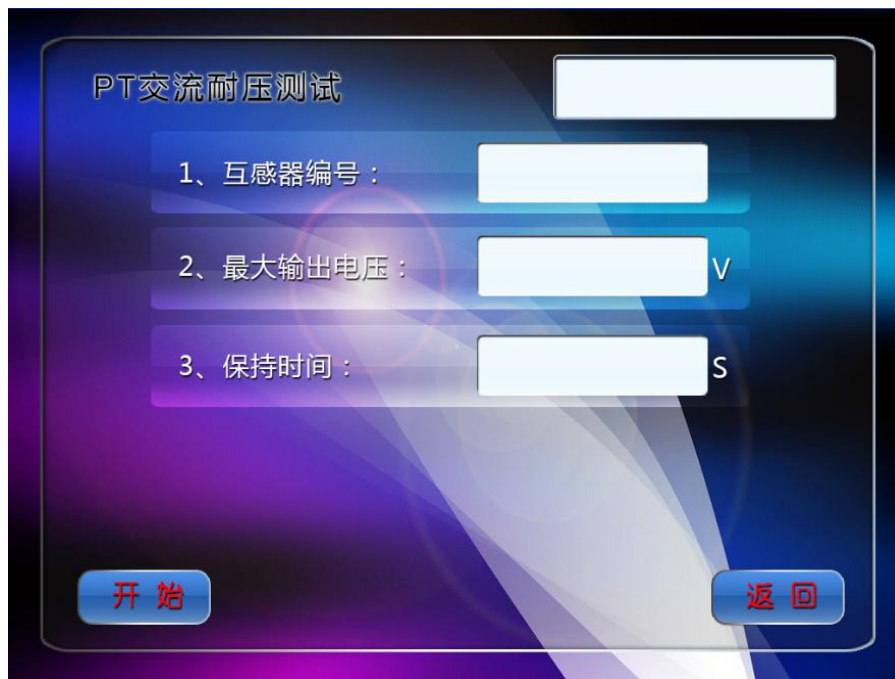 PT交流耐压测试
1、互感器编号：
2、最大输出电压： V
3、保持时间： S
开 始
返 回